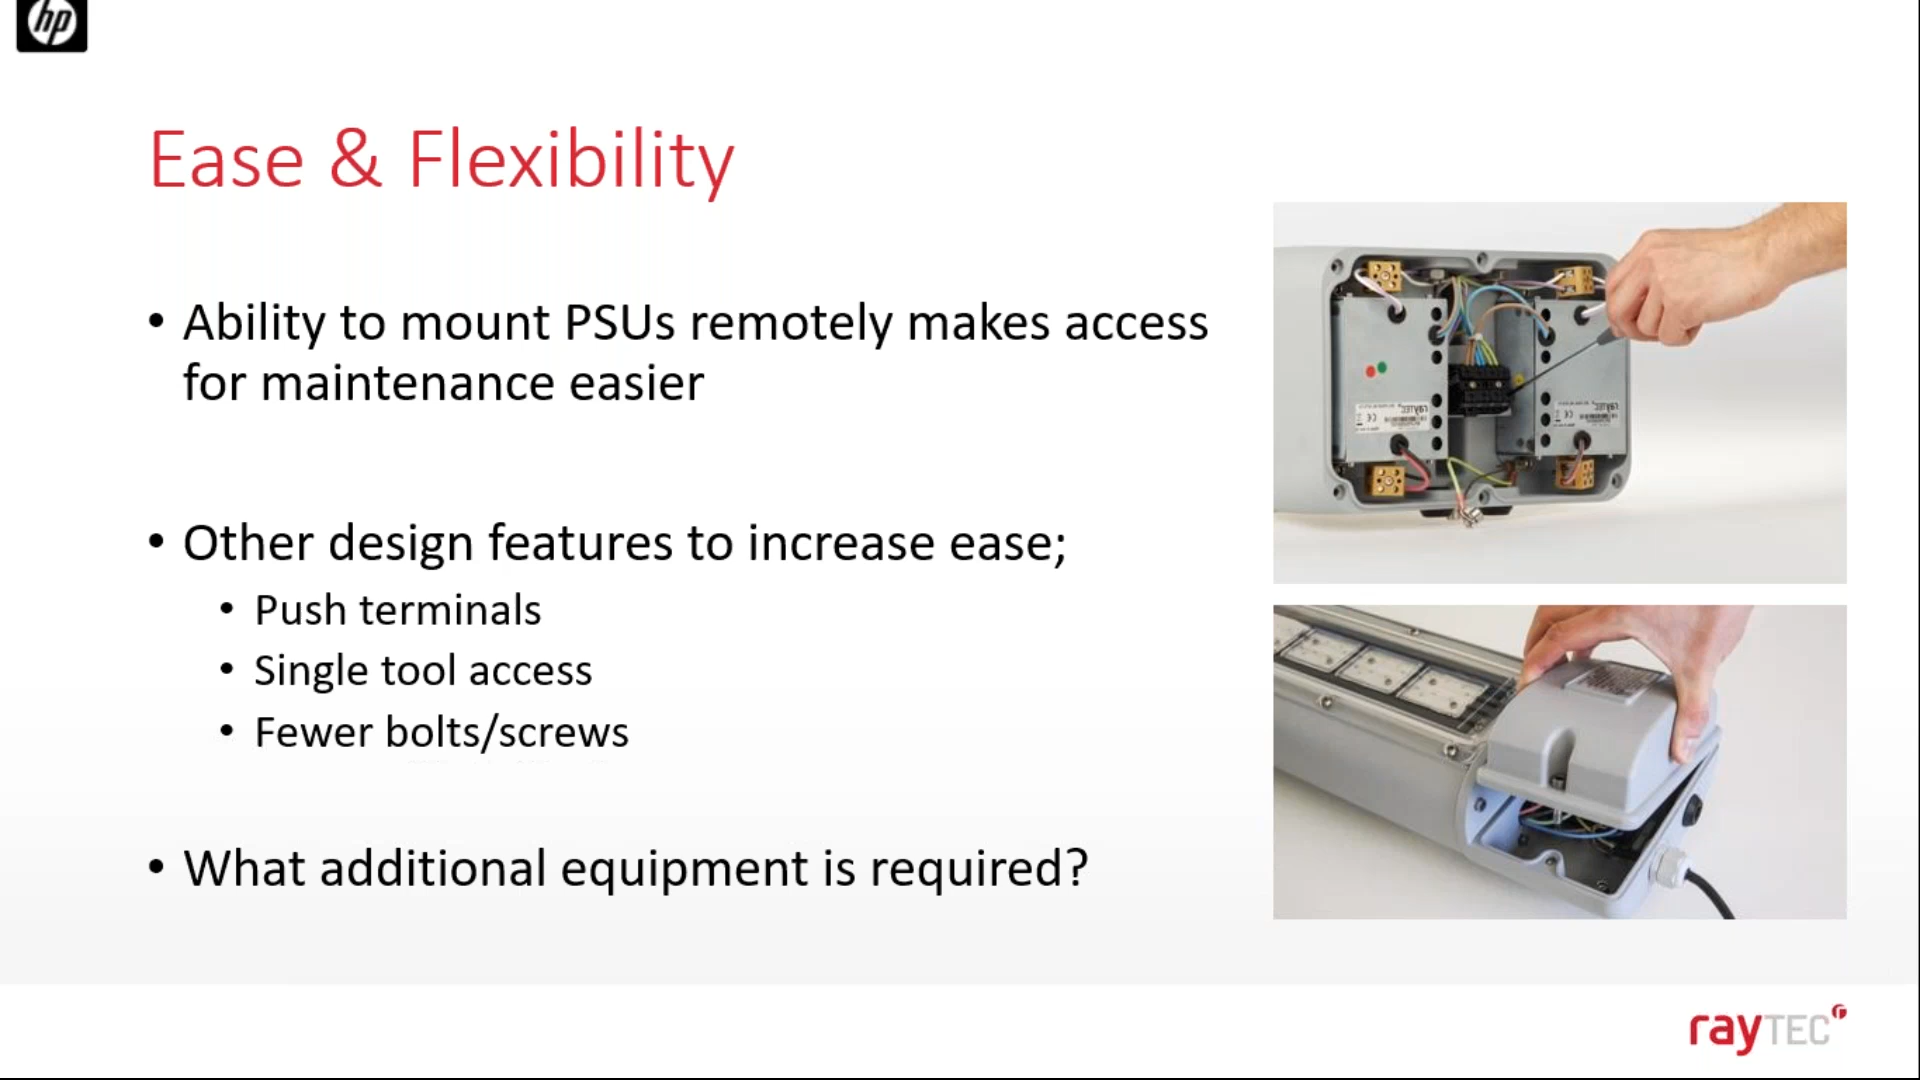 hp
Ease & Flexibility
• Ability to mount PSUs remotely makes access
for maintenance easier
• Other design features to increase ease;
• Push terminals
• Single tool access
• Fewer bolts/screws
• What additional equipment is required?
rayTEC